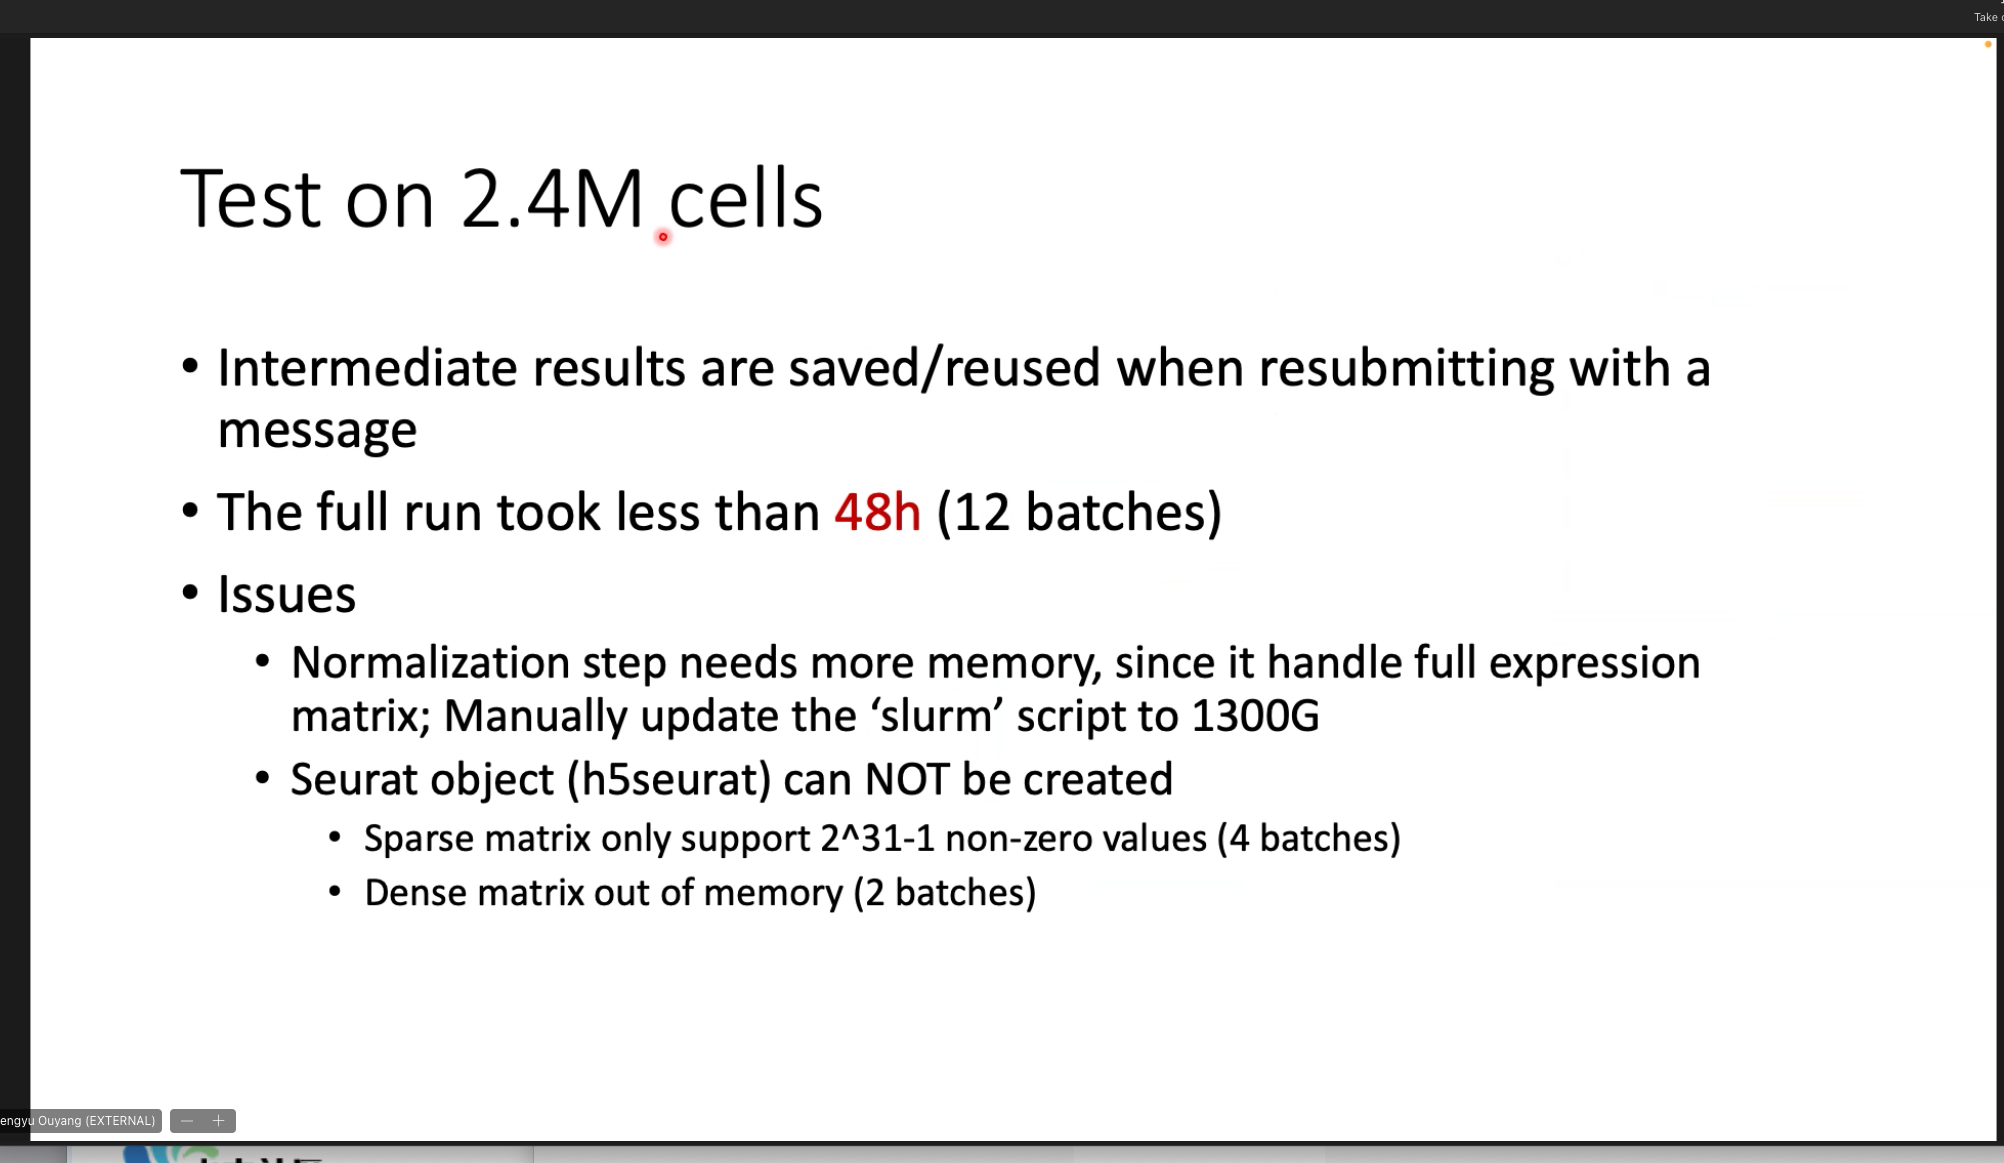 Take
Test on 2.4M cells
• Intermediate results are saved/reused when resubmitting with a
message
• The full run took less than 48h (12 batches)
• Issues
• Normalization step needs more memory, since it handle full expression
matrix; Manually update the ‘slurm’ script to 1300G
• Seurat object (h5seurat) can NOT be created
• Sparse matrix only support 2^31-1 non-zero values (4 batches)
• Dense matrix out of memory (2 batches)
engyu Ouyang (EXTERNAL)